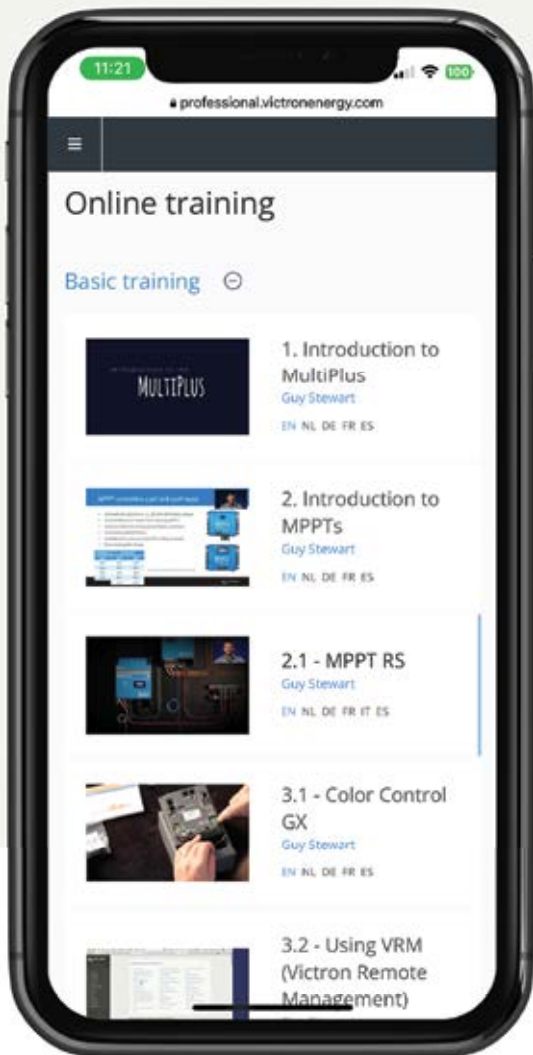 11:21
100
professional.victronenergy.com
Online training
Basic training
INTRODUCTION TO THE
MULTIPLUS
1. Introduction to
MultiPlus
Guy Stewart
EN NL DE FR ES
2. Introduction to
MPPTs
Guy Stewart
EN NL DE FR ES
2.1 - MPPT RS
Guy Stewart
EN NL DE FR IT ES
3.1 - Color Control
GX
Guy Stewart
EN NL DE FR ES
3.2 - Using VRM
(Victron Remote
Management)